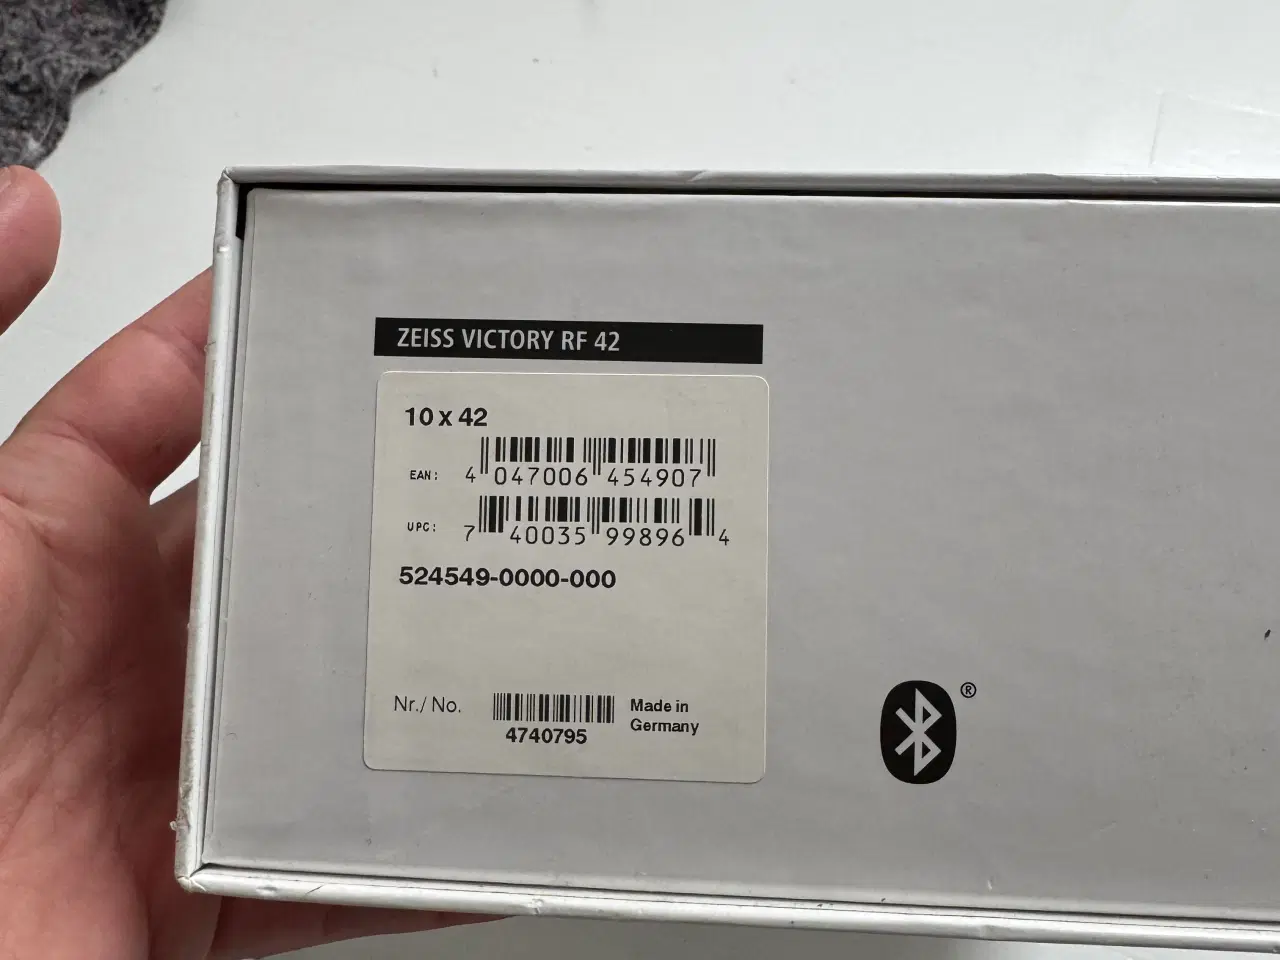 ZEISS VICTORY RF 42
10 x 42
EAN: 4 047006 454907
UPC: 7 40035 99896 4
524549-0000-000
Nr./ No. 4740795
Made in
Germany
®